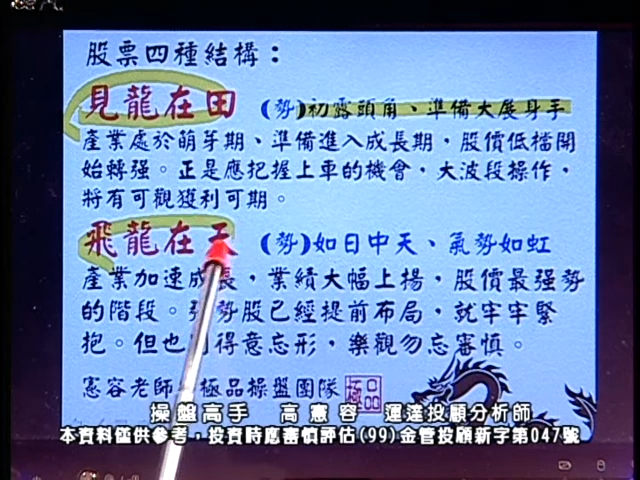 股票四種結構：
見龍在田 (勢)初露頭角、準備大展身手
產業處於萌芽期、準備進入成長期，股價低檔開
始轉強。正是應把握上車的機會，大波段操作，
將有可觀獲利可期。
飛龍在天 (勢)如日中天、氣勢如虹
產業加速成長，業績大幅上揚，股價最強勢
的階段。強勢股已經提前布局，就牢牢緊
抱。但也 得意忘形，樂觀勿忘審慎。
憲容老師 極品操盤團隊 極品
操盤高手 高憲容 運達投顧分析師
本資料僅供參考，投資時應審慎評估(99)金管投顧新字第047號